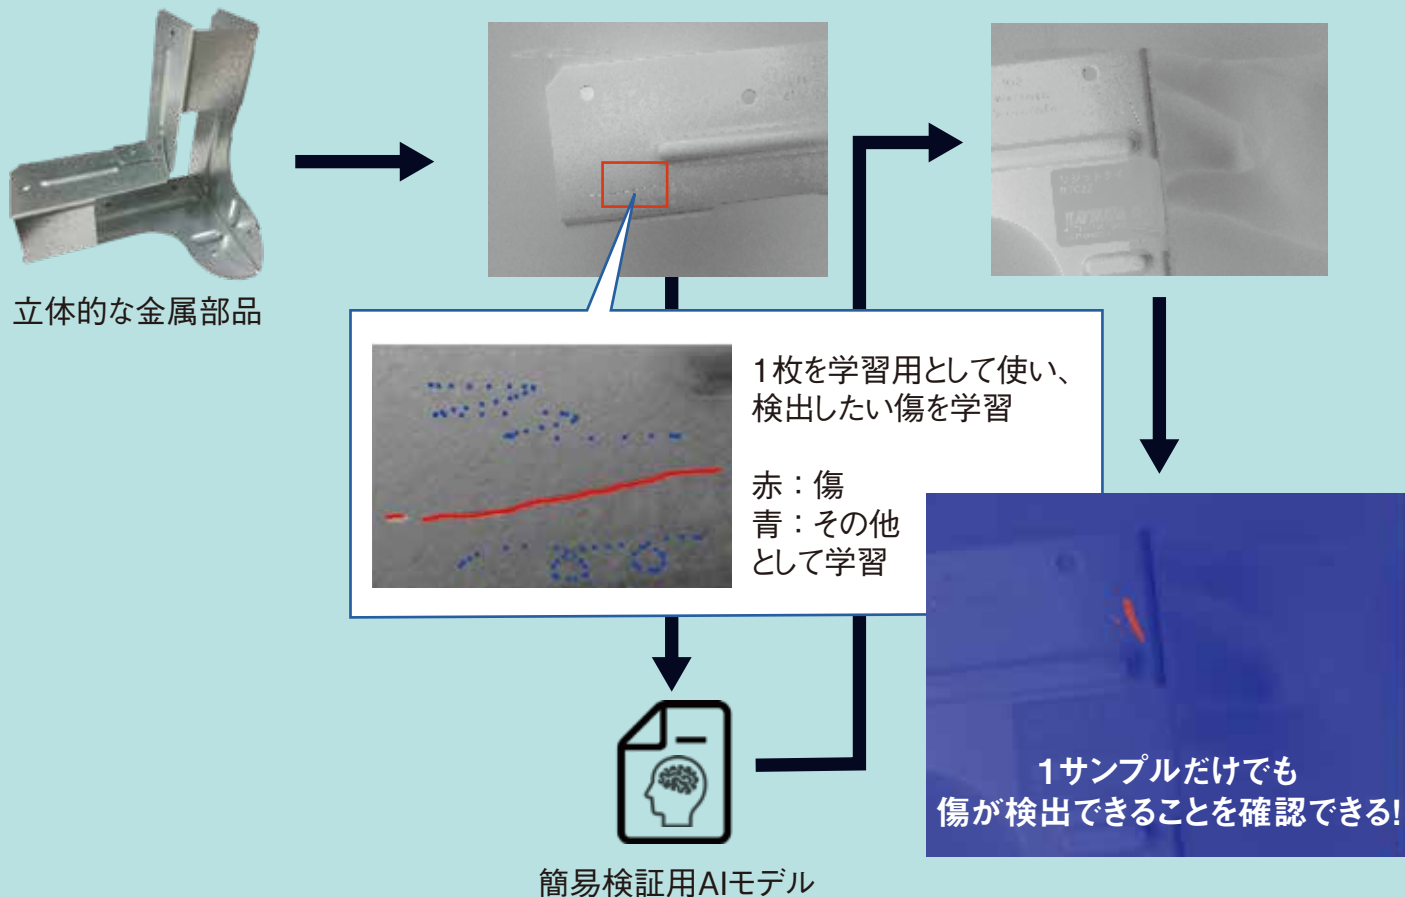 立体的な金属部品
1枚を学習用として使い、
検出したい傷を学習
赤：傷
青：その他
として学習
1サンプルだけでも
傷が検出できることを確認できる!
簡易検証用AIモデル